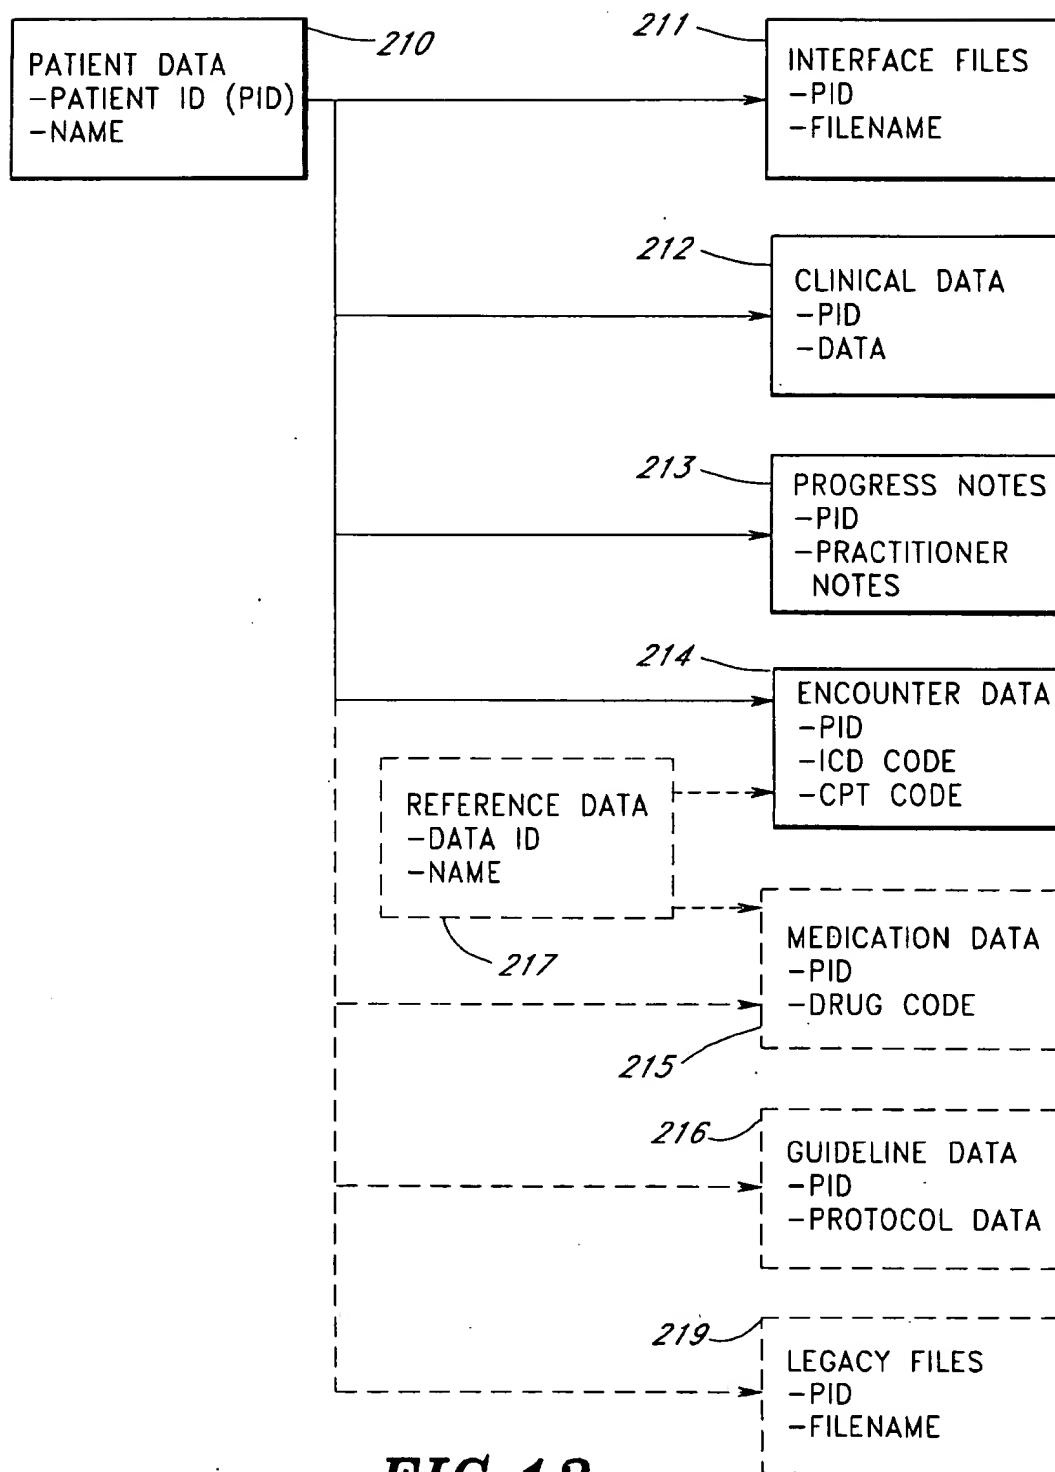 210
PATIENT DATA
-PATIENT ID (PID)
-NAME
211
INTERFACE FILES
-PID
-FILENAME
212
CLINICAL DATA
-PID
-DATA
213
PROGRESS NOTES
-PID
-PRACTITIONER
NOTES
214
ENCOUNTER DATA
-PID
-ICD CODE
-CPT CODE
REFERENCE DATA
-DATA ID
-NAME
217
MEDICATION DATA
-PID
-DRUG CODE
215
216
GUIDELINE DATA
-PID
-PROTOCOL DATA
219
LEGACY FILES
-PID
-FILENAME